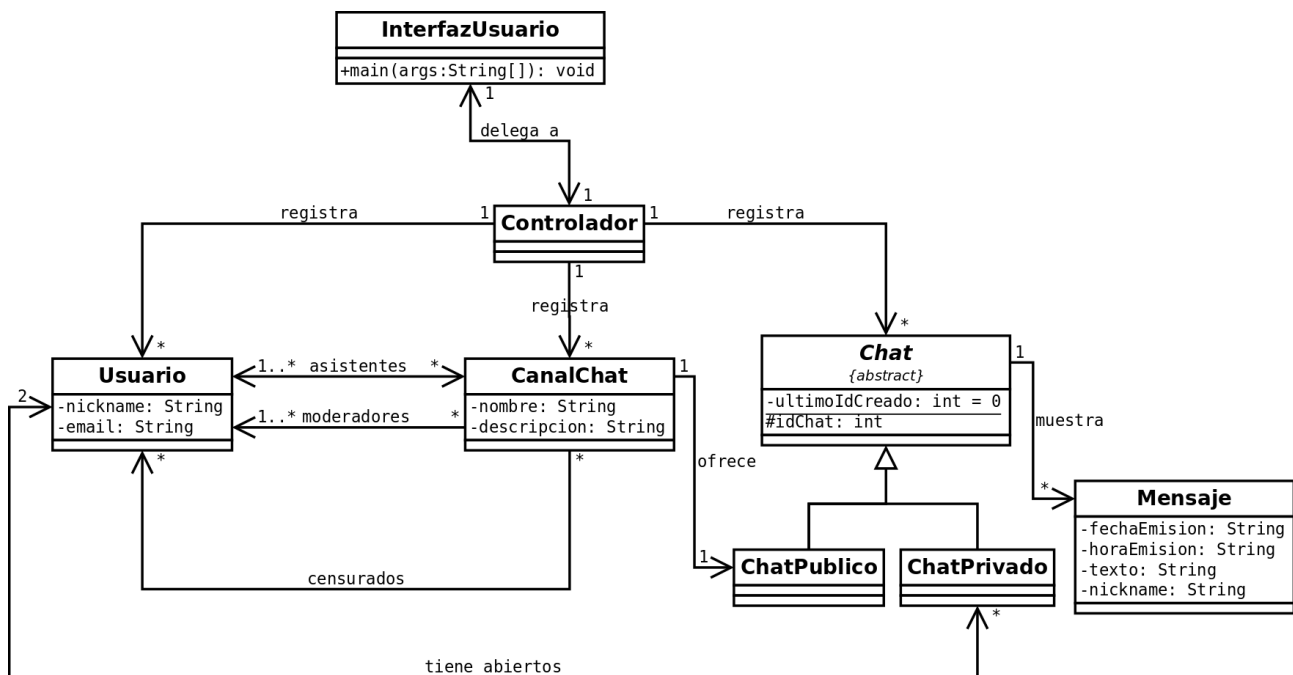 InterfazUsuario
+main(args:String[]): void
1
delega a
1
registra
1
Controlador
1
registra
1
registra
*
*
*
Usuario
-nickname: String
-email: String
1..* asistentes *
1..* moderadores *
CanalChat
-nombre: String
-descripcion: String
1
Chat
{abstract}
-ultimoIdCreado: int = 0
#idChat: int
1
muestra
2
*
*
ofrece
*
Mensaje
-fechaEmision: String
-horaEmision: String
-texto: String
-nickname: String
1
ChatPublico
ChatPrivado
censurados
*
tiene abiertos